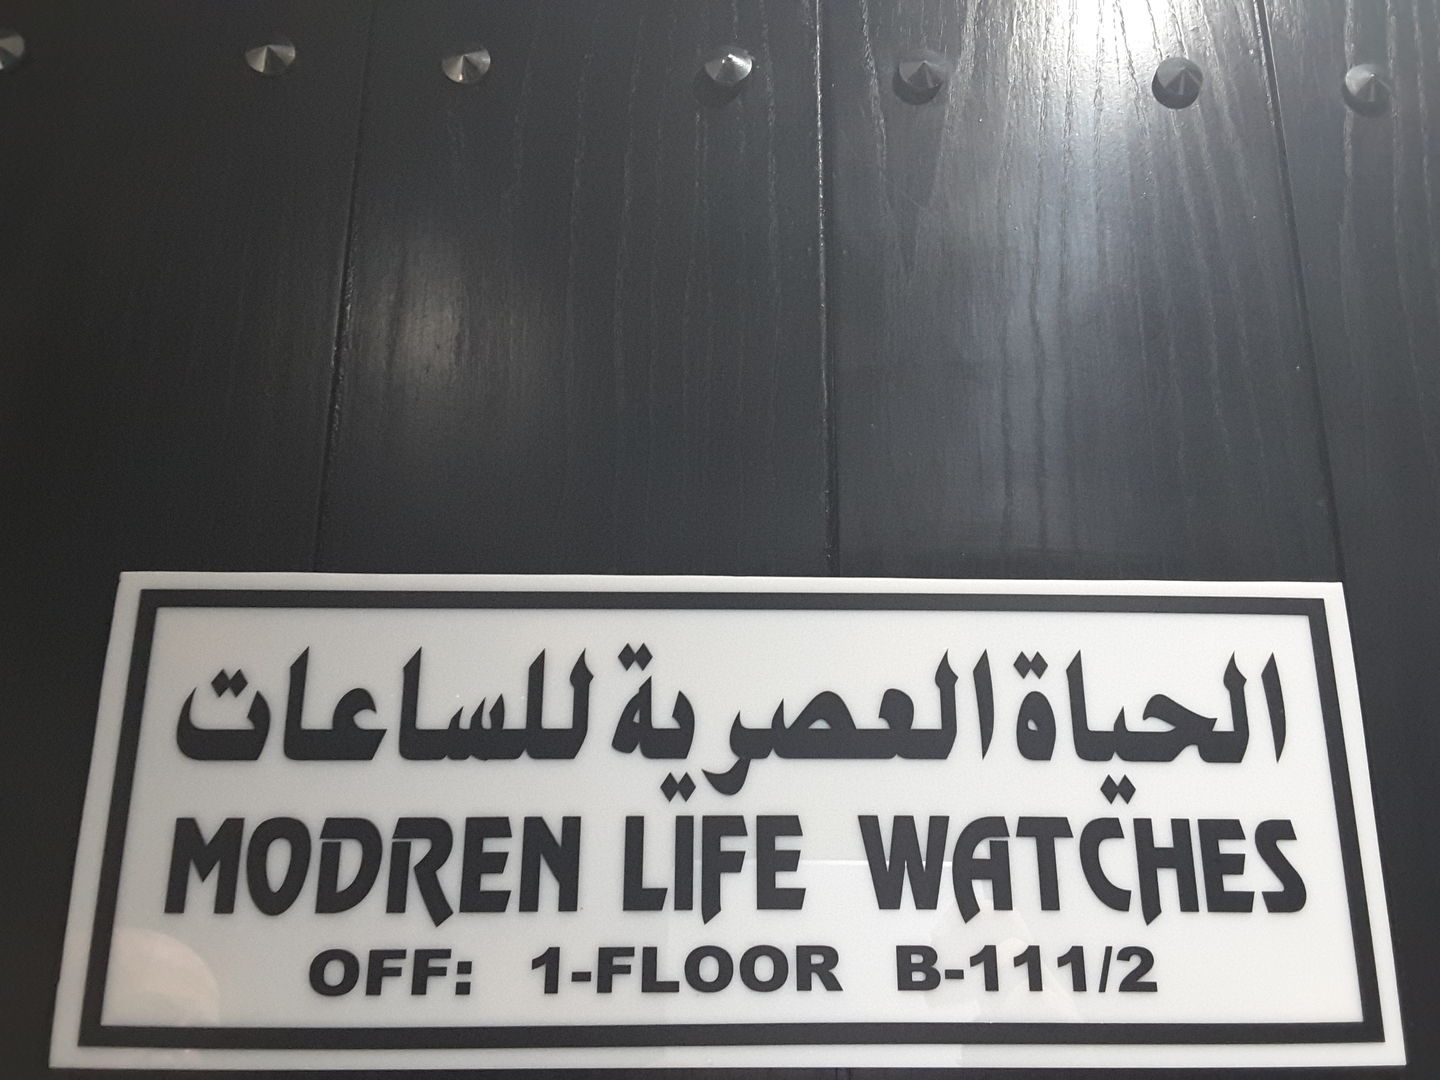 الحياة العصرية للساعات
MODREN LIFE WATCHES
OFF: 1-FLOOR B-111/2